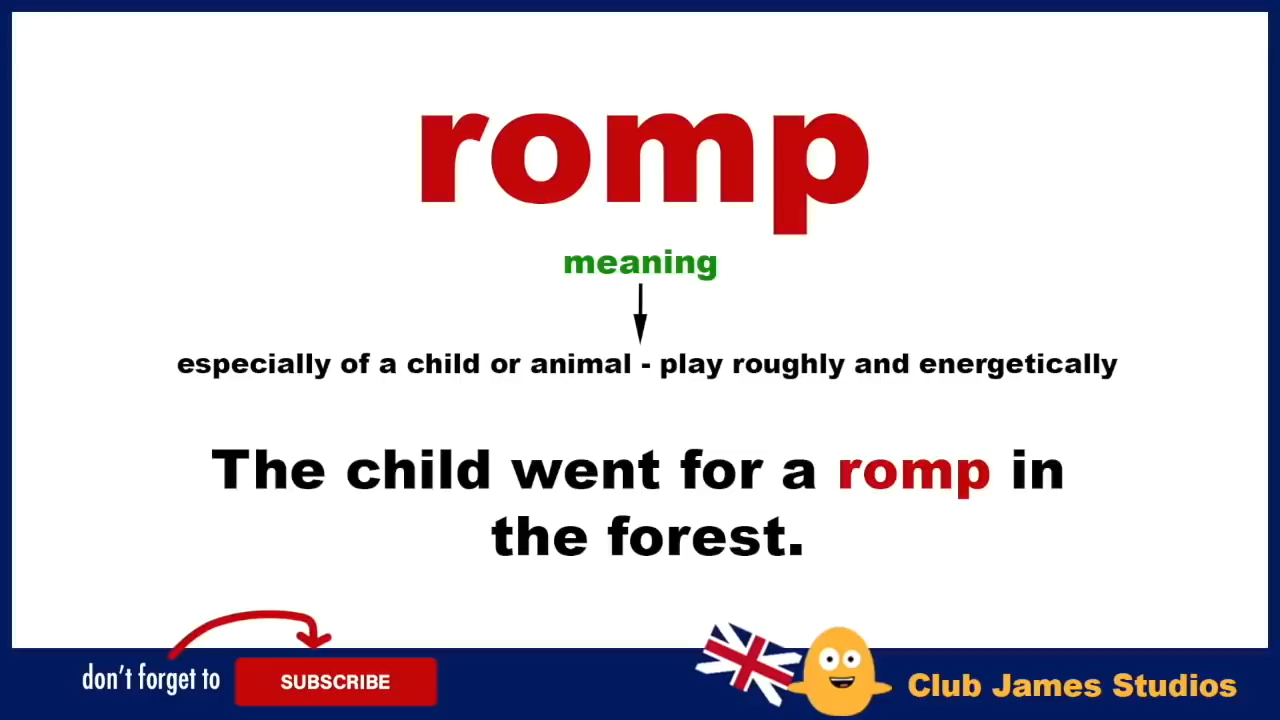 romp
meaning
especially of a child or animal - play roughly and energetically
The child went for a romp in
the forest.
don't forget to
SUBSCRIBE
Club James Studios